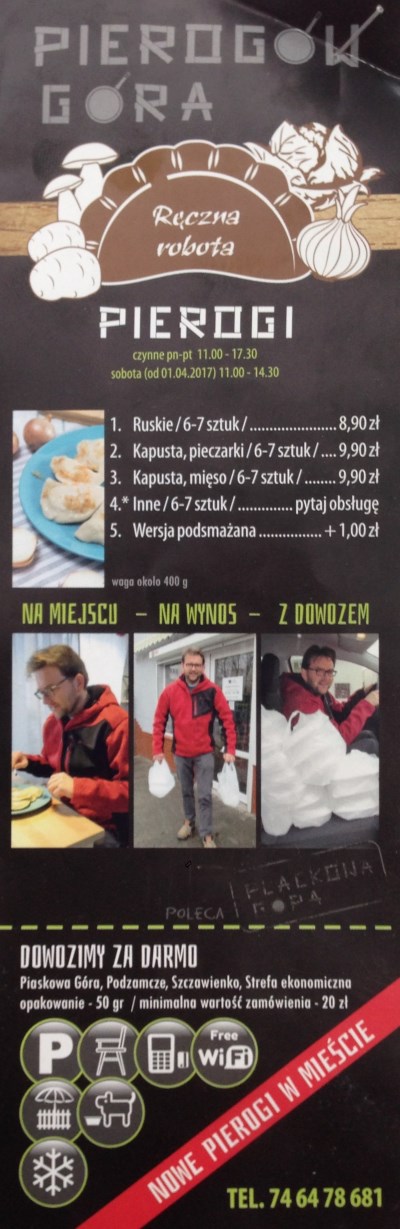 PIEROGÓW
GÓRA
Ręczna
robota
PIEROGI
czynne pn-pt 11.00 - 17.30
sobota (od 01.04.2017) 11.00 - 14.30
1. Ruskie / 6-7 sztuk / ...................... 8,90 zł
2. Kapusta, pieczarki / 6-7 sztuk / .... 9,90 zł
3. Kapusta, mięso / 6-7 sztuk / ........ 9,90 zł
4.* Inne / 6-7 sztuk / .............. pytaj obsługę
5. Wersja podsmażana ................ + 1,00 zł
waga około 400 g
NA MIEJSCU – NA WYNOS – Z DOWOZEM
POLECA
PLACKOWA
GÓRA
DOWOZIMY ZA DARMO
Piaskowa Góra, Podzamcze, Szczawienko, Strefa ekonomiczna
opakowanie - 50 gr / minimalna wartość zamówienia - 20 zł
P
Free
WiFi
NOWE PIEROGI W MIEŚCIE
TEL. 74 64 78 681